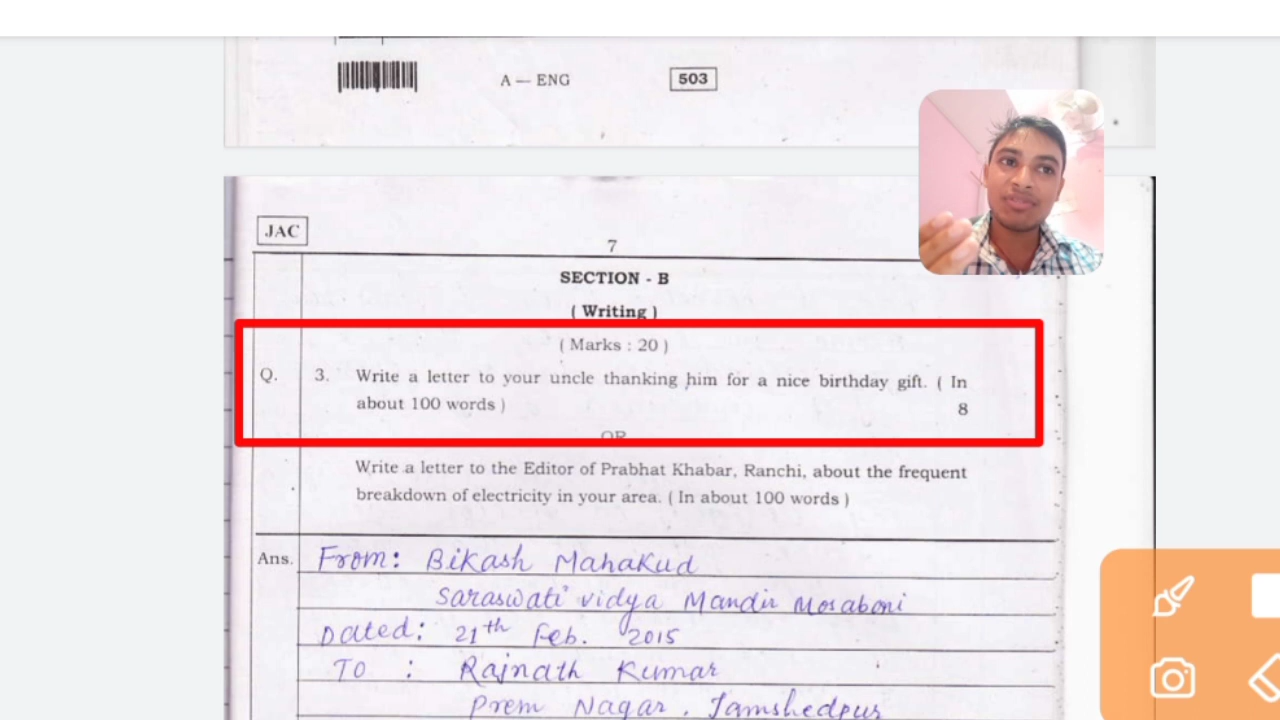 A — ENG
503
JAC
7
SECTION - B
( Writing )
( Marks : 20 )
Q. 3. Write a letter to your uncle thanking him for a nice birthday gift. ( In
about 100 words ) 8
OR
Write a letter to the Editor of Prabhat Khabar, Ranchi, about the frequent
breakdown of electricity in your area. ( In about 100 words )
Ans. From: Bikash Mahakud
Saraswati vidya Mandir Mosaboni
Dated: 21th Feb. 2015
TO : Rajnath Kumar
Prem Nagar, Jamshedpur